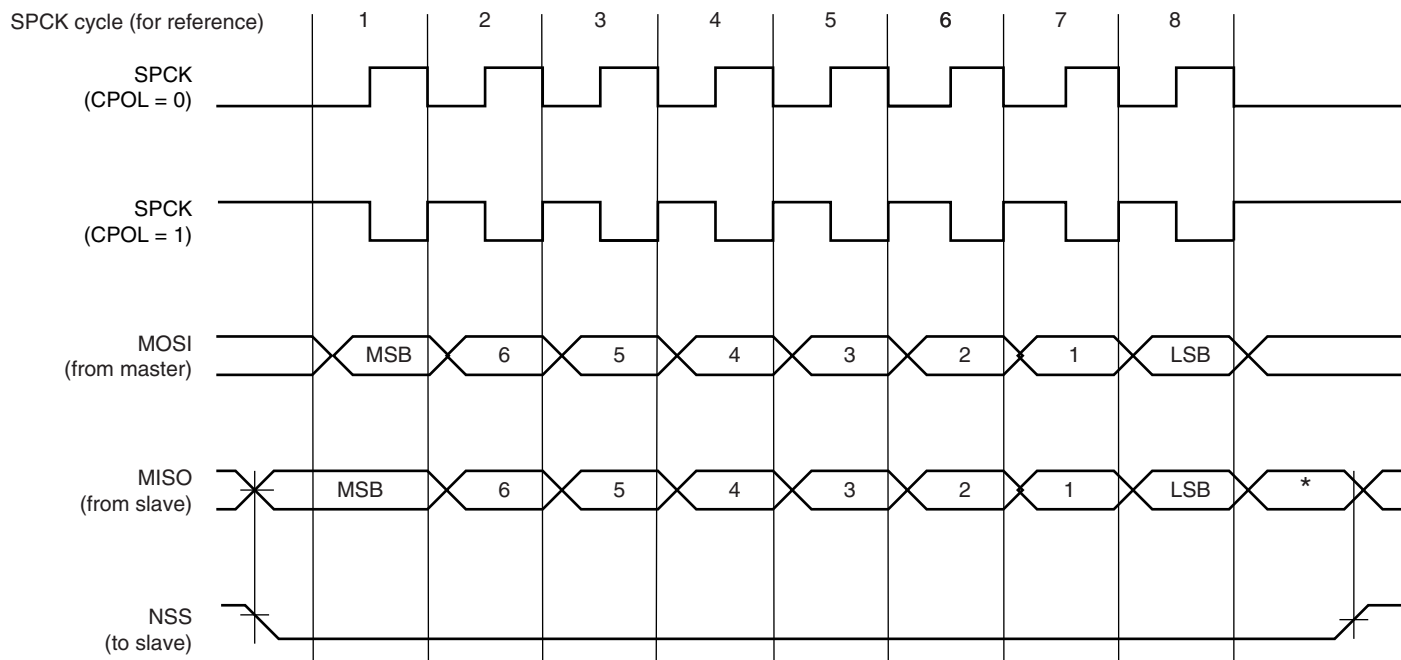 SPCK cycle (for reference) 1 2 3 4 5 6 7 8
SPCK
(CPOL = 0)
SPCK
(CPOL = 1)
MOSI
(from master)
MSB 6 5 4 3 2 1 LSB
MISO
(from slave)
MSB 6 5 4 3 2 1 LSB *
NSS
(to slave)